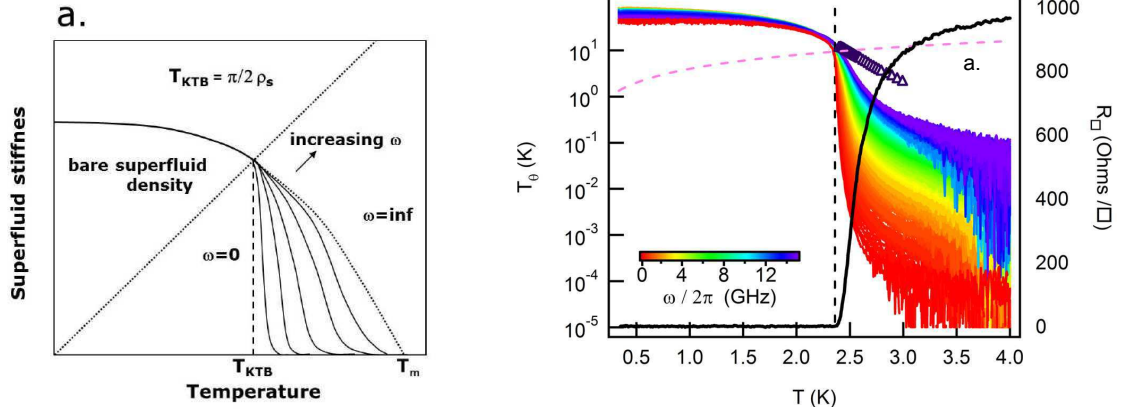 a.
T_KTB = π/2 ρ_s
increasing ω
bare superfluid
density
ω=inf
ω=0
Superfluid stiffnes
T_KTB
T_m
Temperature
a.
10^1
10^0
10^-1
10^-2
10^-3
10^-4
10^-5
T_θ (K)
0 4 8 12
ω / 2π (GHz)
0.5 1.0 1.5 2.0 2.5 3.0 3.5 4.0
T (K)
1000
800
600
400
200
0
R□ (Ohms /□)